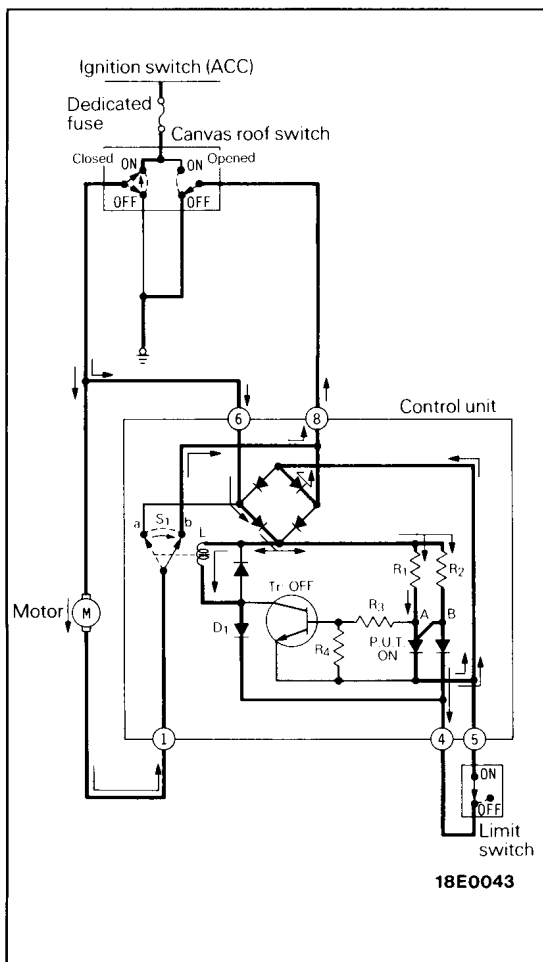 Ignition switch (ACC)
Dedicated
fuse
Canvas roof switch
Closed ON ON Opened
OFF OFF
6 8 Control unit
a S1 b
L
R1 R2
Tr: OFF
R3 A B
Motor M D1
P.U.T.
ON
R4
1 4 5
ON
OFF
Limit
switch
18E0043